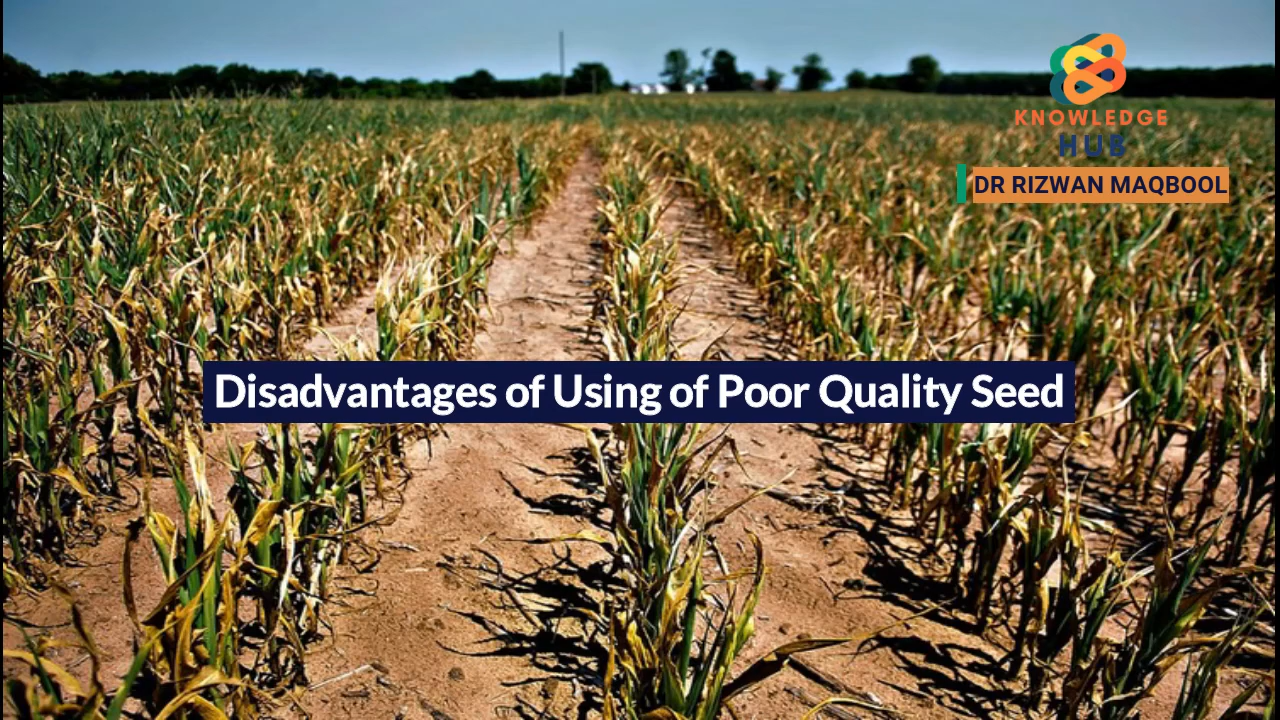 KNOWLEDGE
HUB
DR RIZWAN MAQBOOL
Disadvantages of Using of Poor Quality Seed